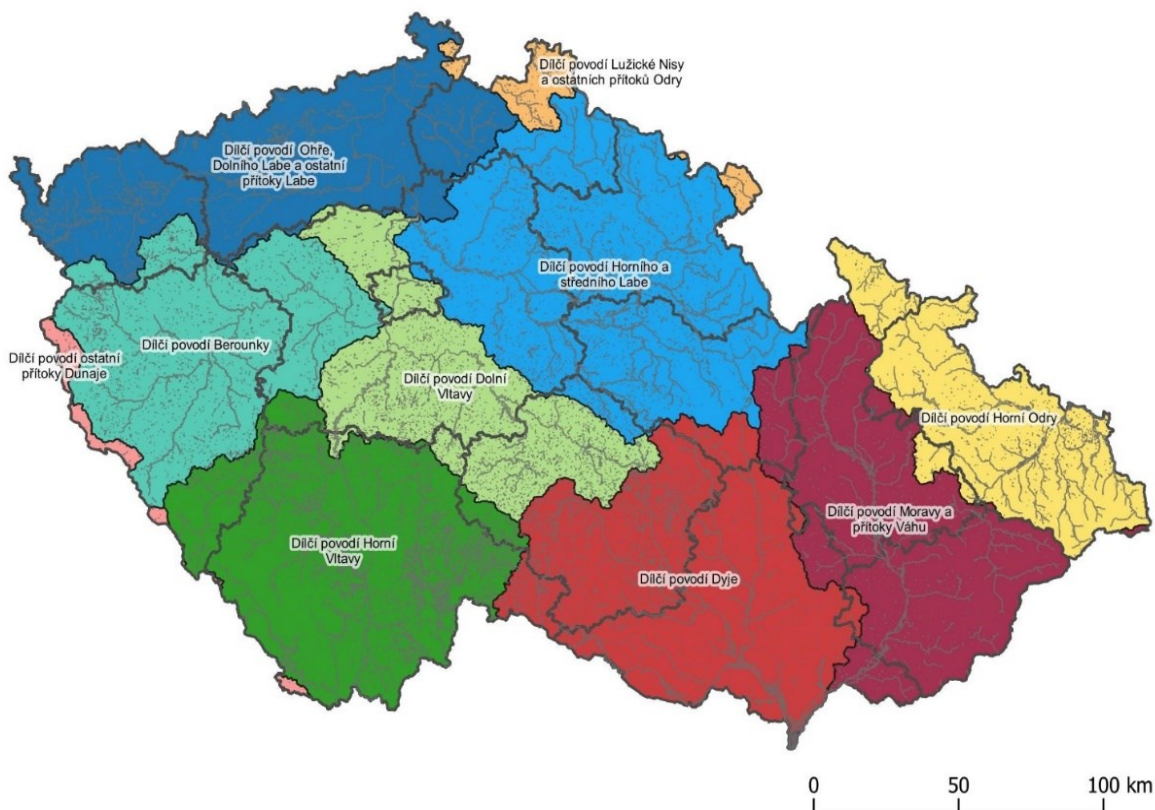 Dílčí povodí Lužické Nisy
a ostatních přítoků Odry
Dílčí povodí Ohře,
Dolního Labe a ostatní
přítoky Labe
Dílčí povodí Horního a
středního Labe
Dílčí povodí ostatní
přítoky Dunaje
Dílčí povodí Berounky
Dílčí povodí Dolní
Vltavy
Dílčí povodí Horní Odry
Dílčí povodí Moravy a
přítoky Váhu
Dílčí povodí Horní
Vltavy
Dílčí povodí Dyje
0 50 100 km